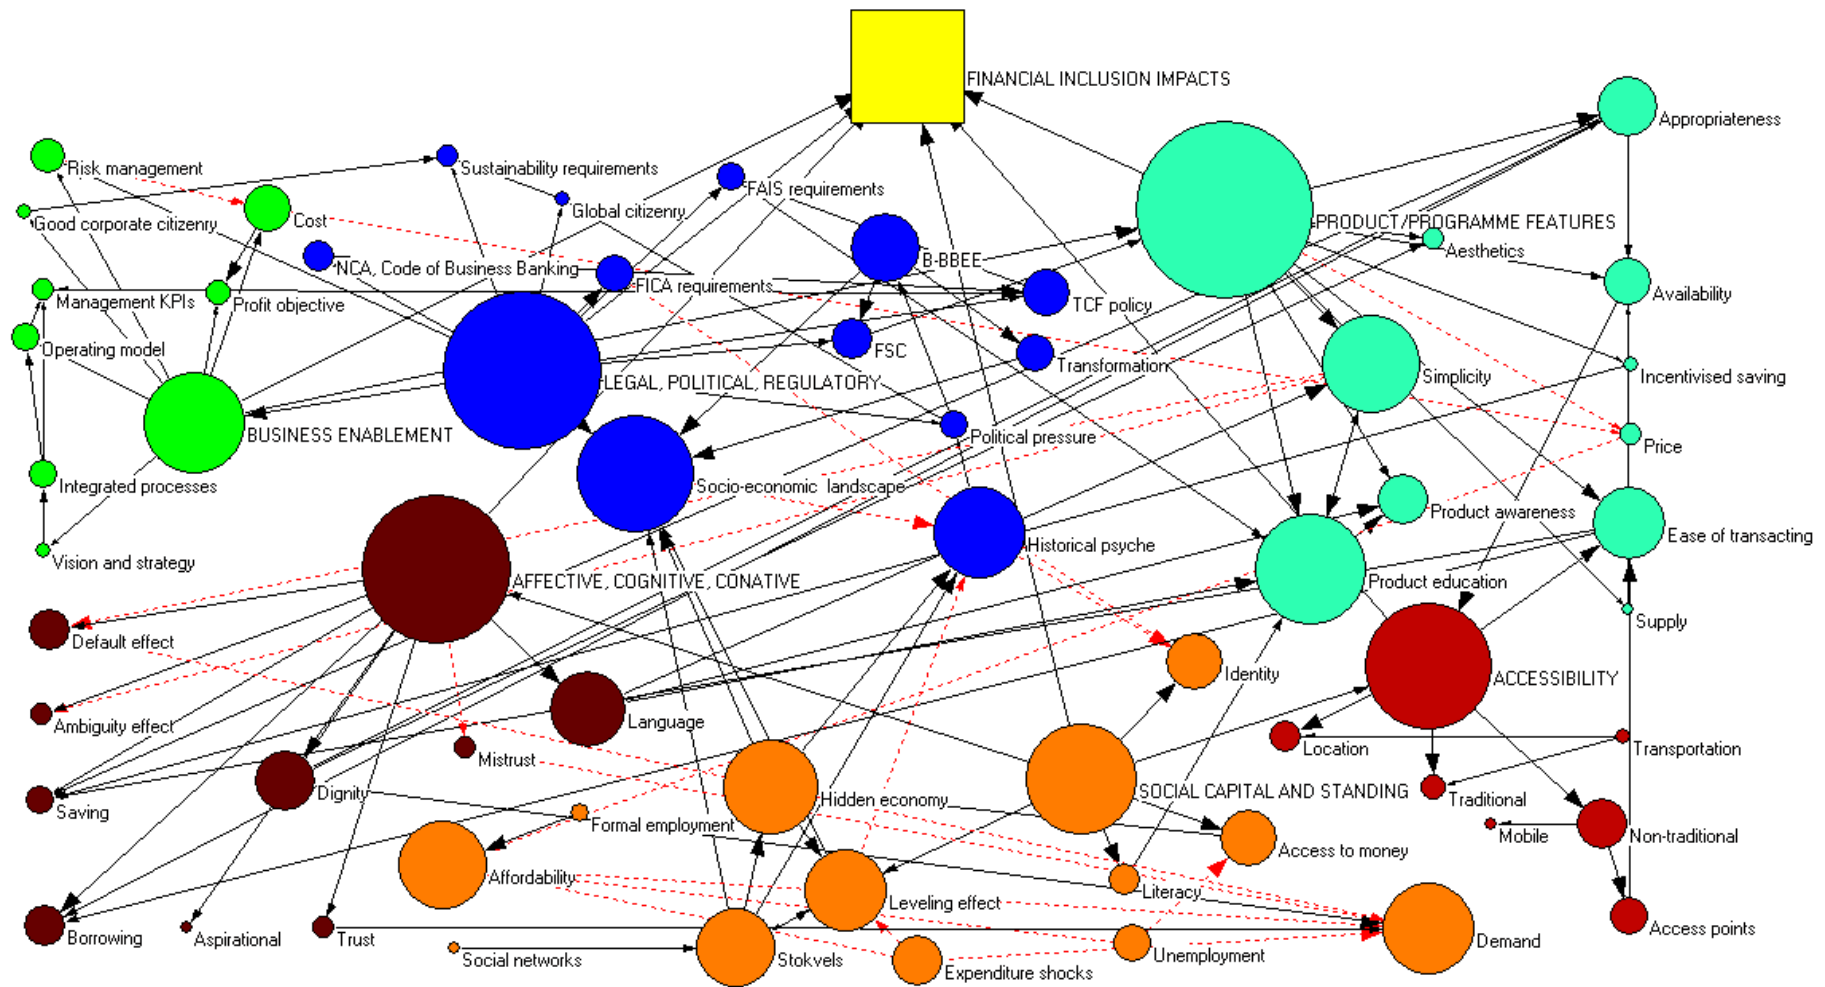 FINANCIAL INCLUSION IMPACTS
Appropriateness
Risk management
Sustainability requirements
FAIS requirements
Good corporate citizenry
Global citizenry
Cost
PRODUCT/PROGRAMME FEATURES
Aesthetics
NCA, Code of Business Banking
B-BBEE
FICA requirements
Availability
Management KPIs
Profit objective
TCF policy
Operating model
FSC
Transformation
LEGAL, POLITICAL, REGULATORY
Simplicity
Incentivised saving
BUSINESS ENABLEMENT
Political pressure
Price
Integrated processes
Socio-economic landscape
Product awareness
Historical psyche
Ease of transacting
Vision and strategy
AFFECTIVE, COGNITIVE, CONATIVE
Product education
Supply
Default effect
Identity
ACCESSIBILITY
Ambiguity effect
Language
Mistrust
Location
Transportation
Dignity
Hidden economy
SOCIAL CAPITAL AND STANDING
Traditional
Saving
Formal employment
Mobile
Non-traditional
Access to money
Affordability
Literacy
Leveling effect
Borrowing
Aspirational
Trust
Access points
Demand
Social networks
Stokvels
Unemployment
Expenditure shocks